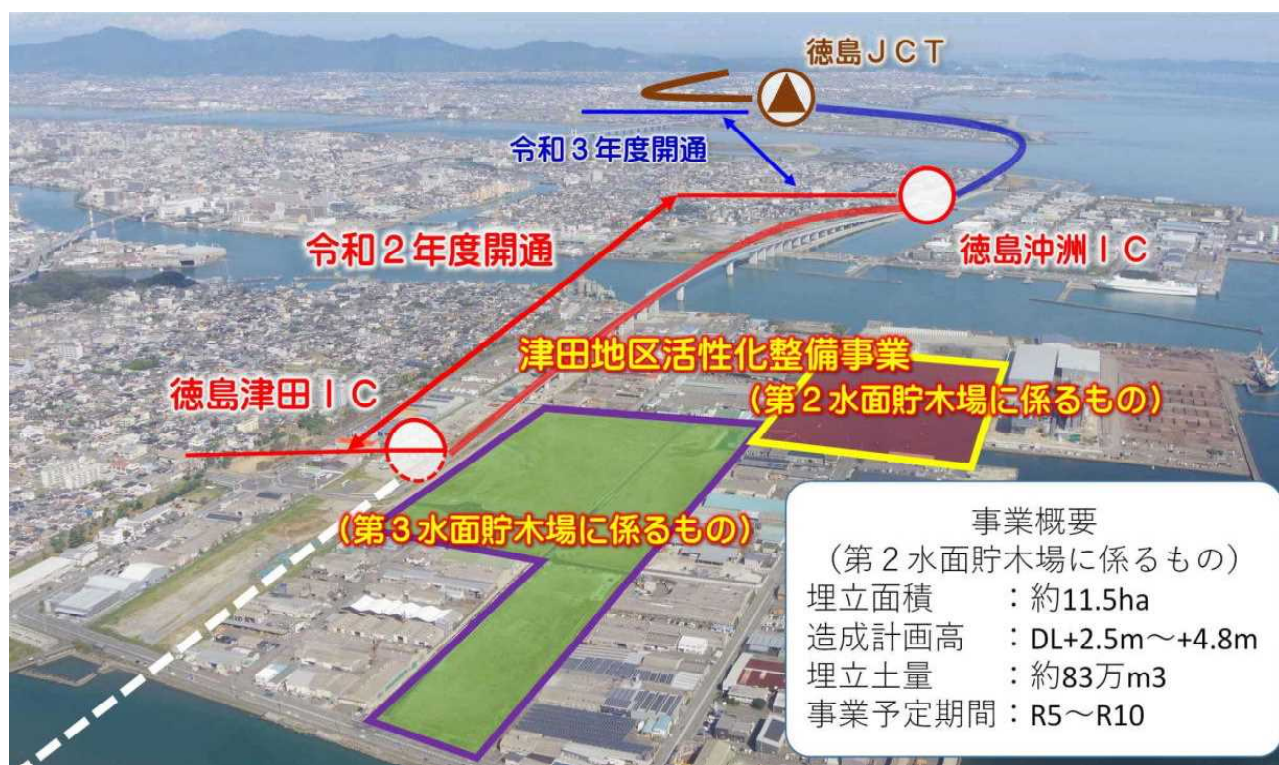 徳島JCT
令和3年度開通
令和2年度開通
徳島沖洲IC
津田地区活性化整備事業
（第2水面貯木場に係るもの）
徳島津田IC
（第3水面貯木場に係るもの）
事業概要
（第２水面貯木場に係るもの）
埋立面積　　：約11.5ha
造成計画高　：DL+2.5m～+4.8m
埋立土量　　：約83万m3
事業予定期間：R5～R10